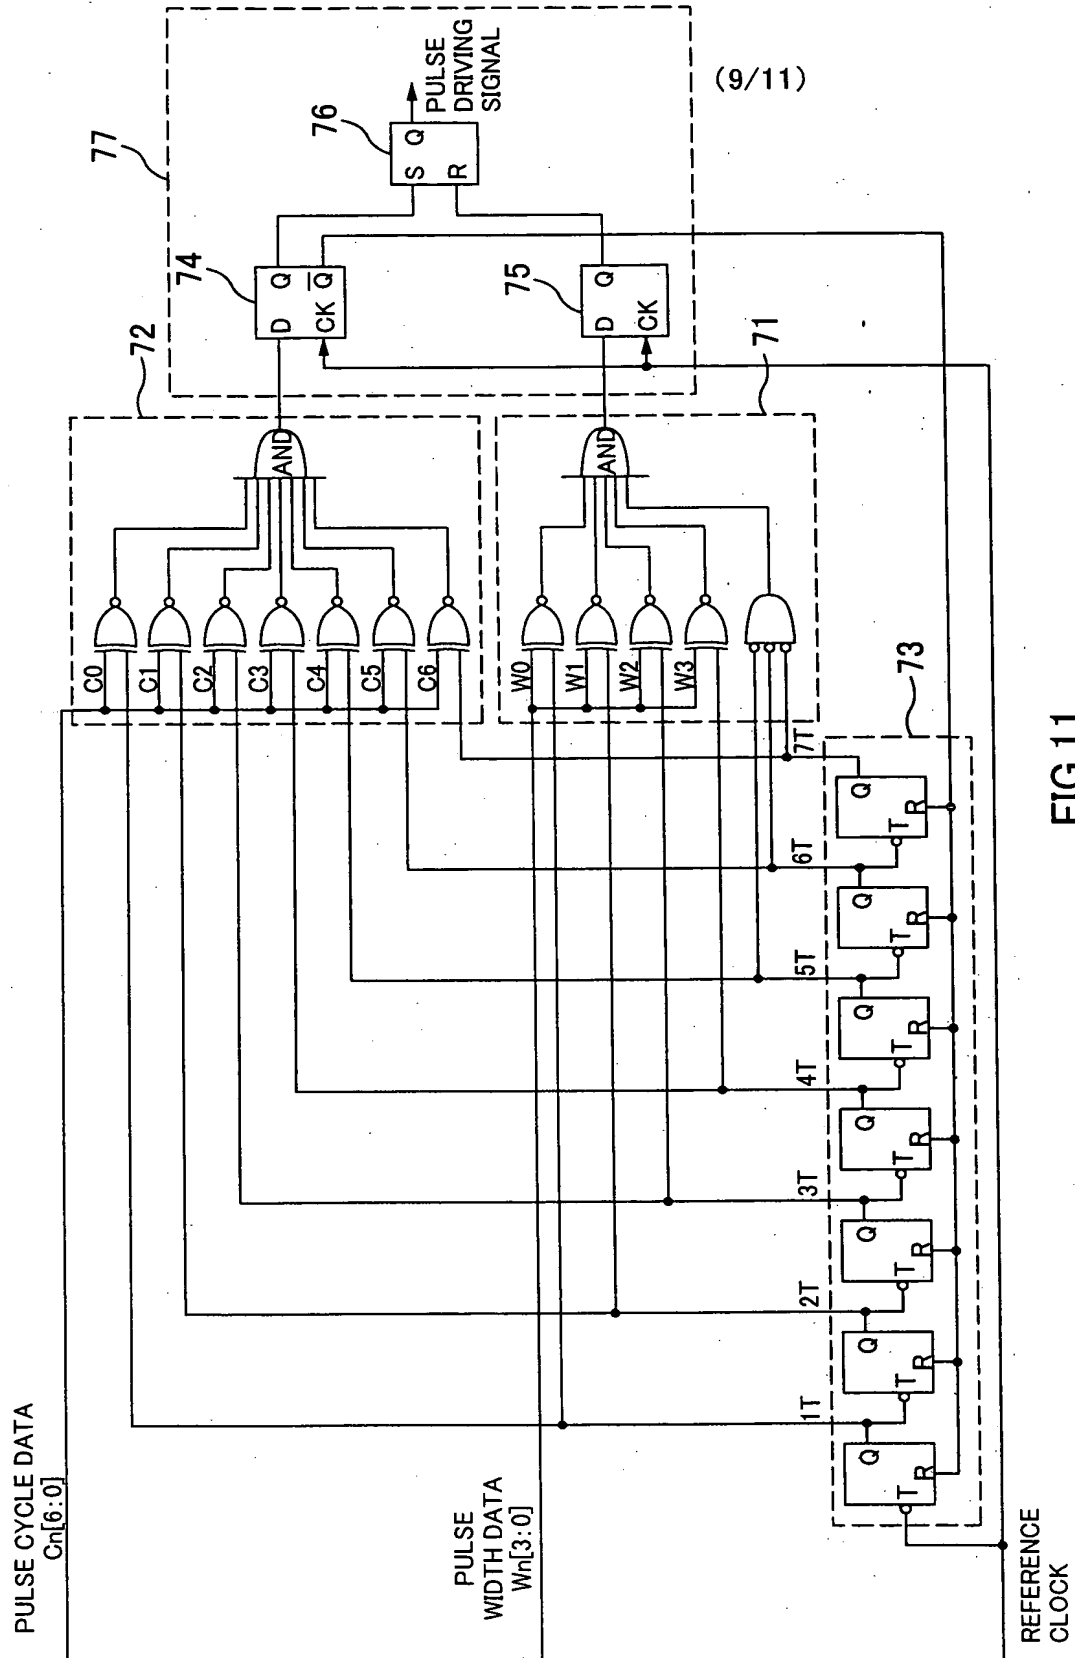 77
76
S Q
R
PULSE
DRIVING
SIGNAL
(9/11)
74
D Q
CK Q
75
D Q
CK
72
AND
C0
C1
C2
C3
C4
C5
C6
71
AND
W0
W1
W2
W3
73
7T
Q
T
R
6T
Q
T
R
5T
Q
T
R
4T
Q
T
R
3T
Q
T
R
2T
Q
T
R
1T
Q
T
R
PULSE CYCLE DATA
Cn[6:0]
PULSE
WIDTH DATA
Wn[3:0]
REFERENCE
CLOCK
FIG.11